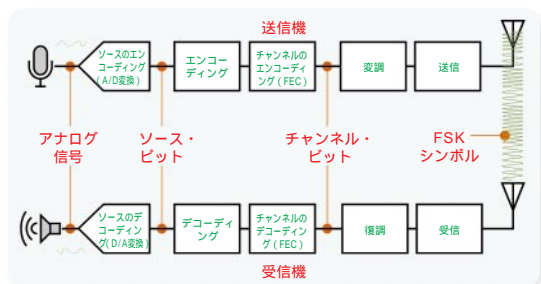 送信機
ソースのエン
コーディング
(A/D変換)
エンコー
ディング
チャンネルの
エンコーディ
ング(FEC)
変調
送信
アナログ
信号
ソース・
ビット
チャンネル・
ビット
FSK
シンボル
ソースのデ
コーディン
グ(D/A変換)
デコーディ
ング
チャンネルの
デコーディン
グ(FEC)
復調
受信
受信機